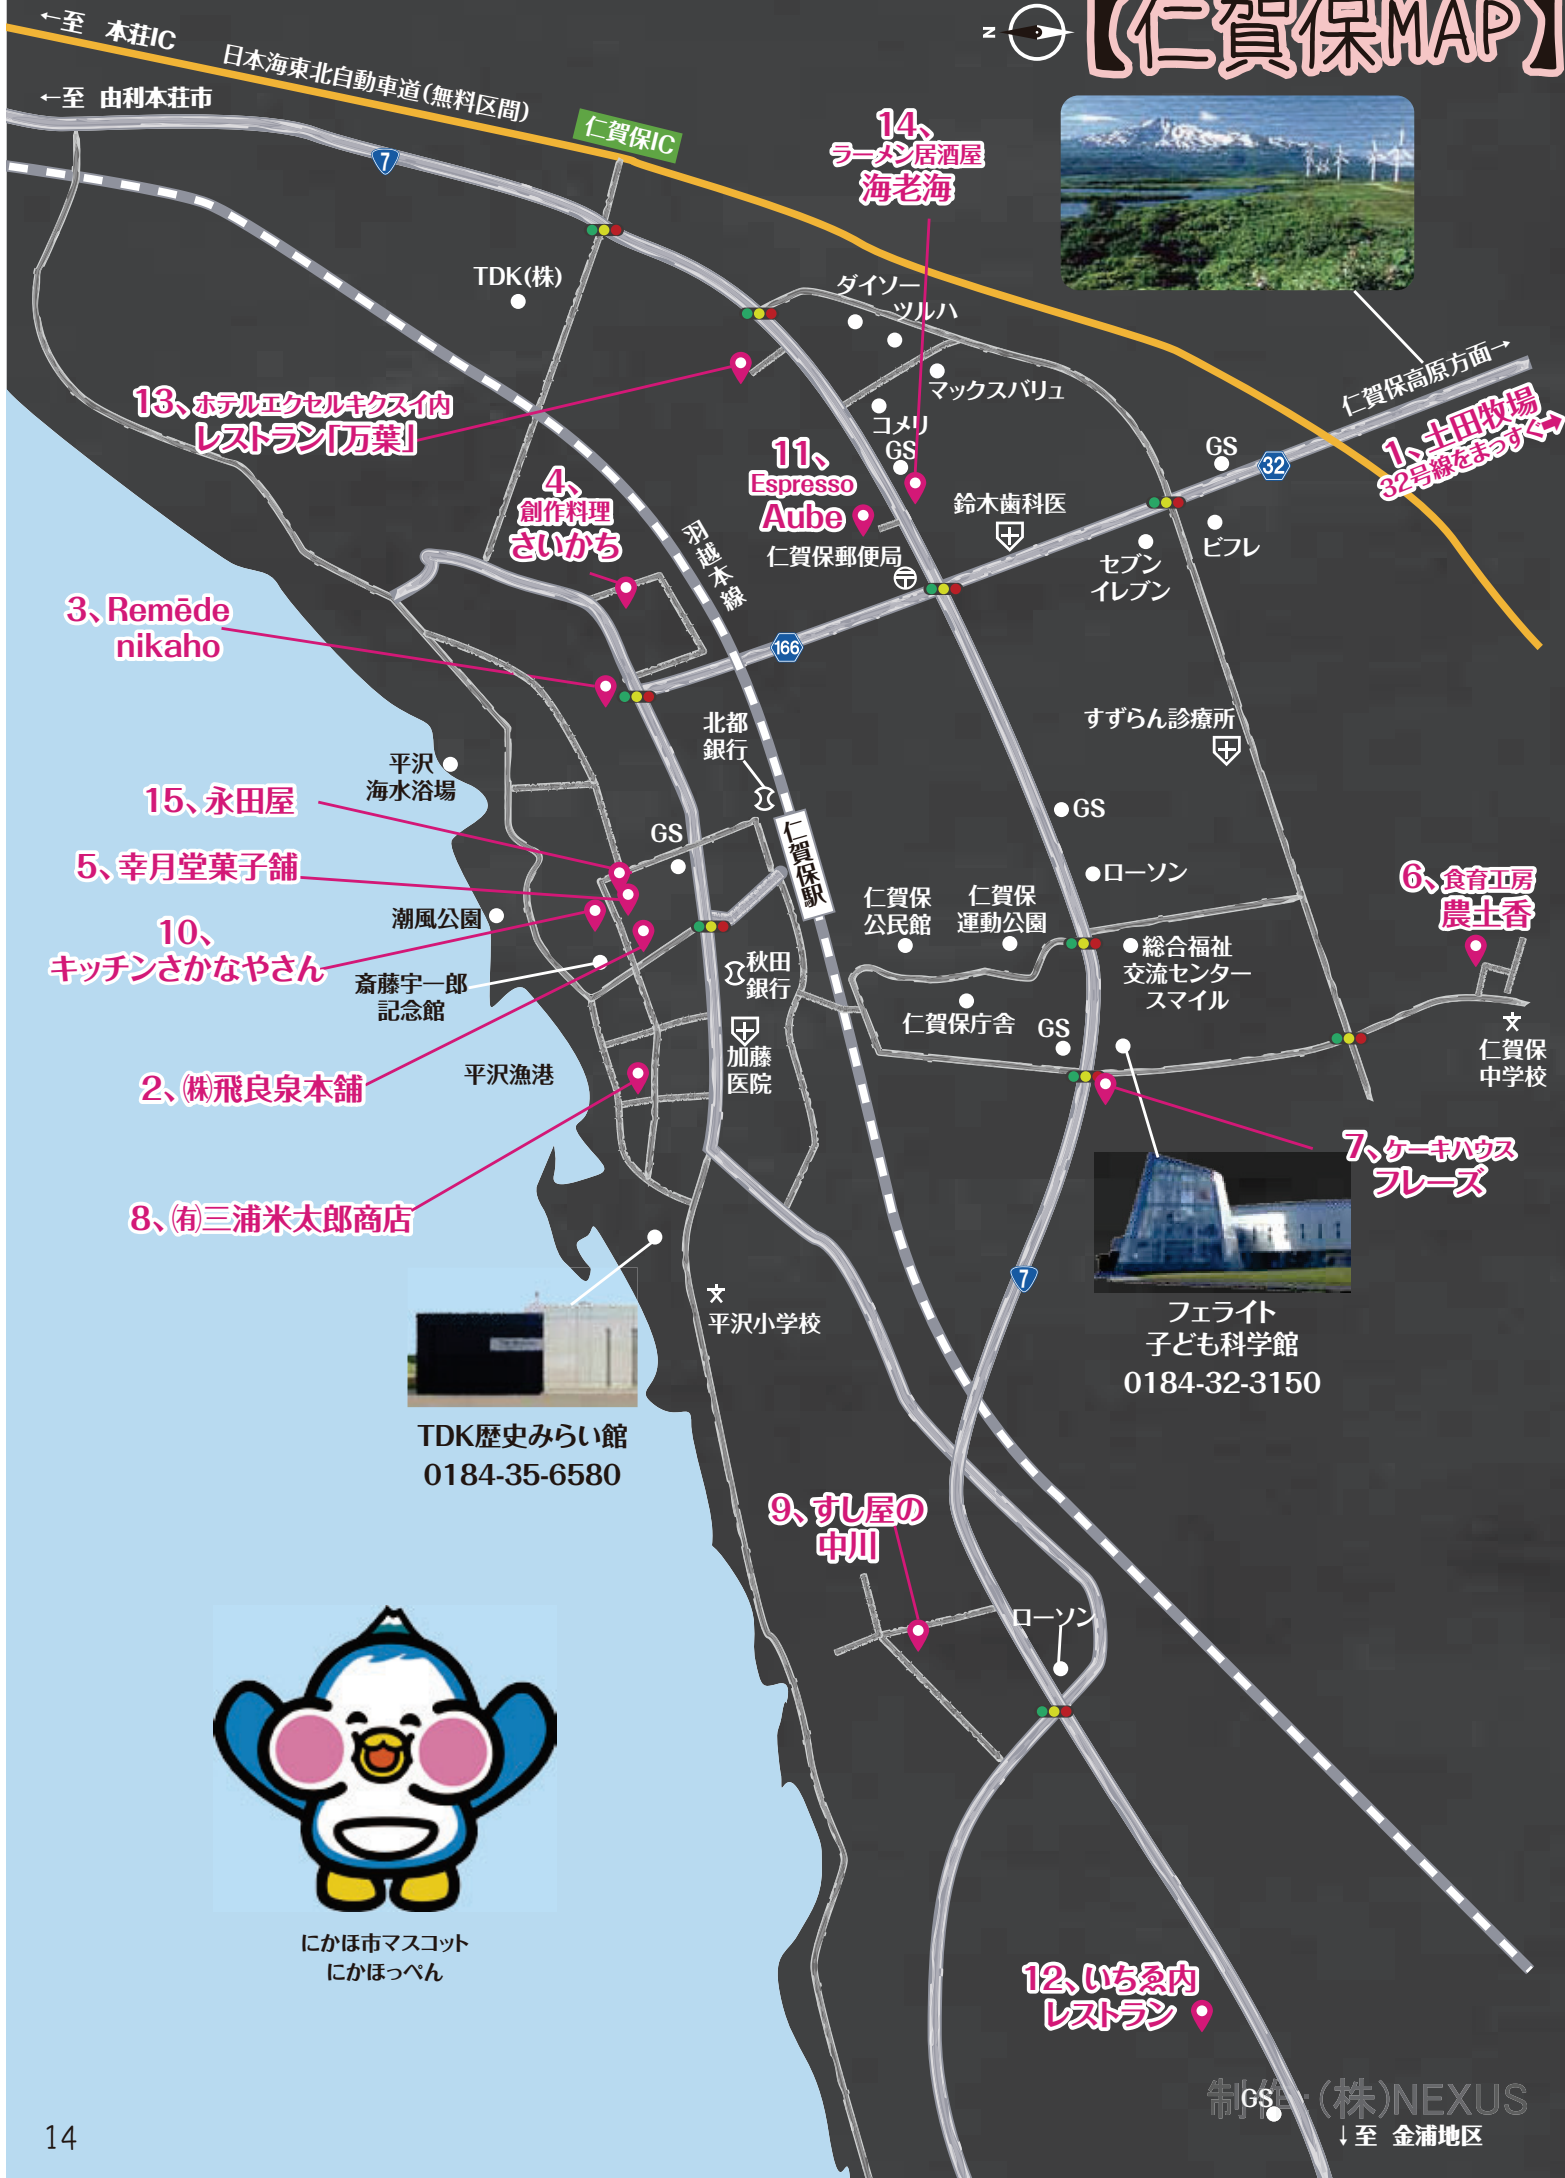 【仁賀保MAP】
N
←至 本荘IC
日本海東北自動車道(無料区間)
←至 由利本荘市
仁賀保IC
7
14、
ラーメン居酒屋
海老海
TDK(株)
ダイソー
ツルハ
マックスバリュ
コメリ
GS
仁賀保高原方面→
1、土田牧場
32号線をまっすぐ➡
GS
32
13、ホテルエクセルキクスイ内
レストラン「万葉」
4、
創作料理
さいかち
11、
Espresso
Aube
鈴木歯科医
仁賀保郵便局
セブン
イレブン
ビフレ
羽越本線
3、Remēde
nikaho
166
北都
銀行
すずらん診療所
平沢
海水浴場
15、永田屋
GS
GS
仁賀保駅
5、幸月堂菓子舗
ローソン
6、食育工房
農土香
潮風公園
仁賀保
公民館
仁賀保
運動公園
10、
キッチンさかなやさん
斎藤宇一郎
記念館
秋田
銀行
総合福祉
交流センター
スマイル
仁賀保庁舎
GS
仁賀保
中学校
平沢漁港
加藤
医院
2、㈱飛良泉本舗
7、ケーキハウス
フレーズ
8、㈲三浦米太郎商店
7
平沢小学校
フェライト
子ども科学館
0184-32-3150
TDK歴史みらい館
0184-35-6580
9、すし屋の
中川
ローソン
にかほ市マスコット
にかほっぺん
12、いちゑ内
レストラン
GS
制作:(株)NEXUS
↓至 金浦地区
14